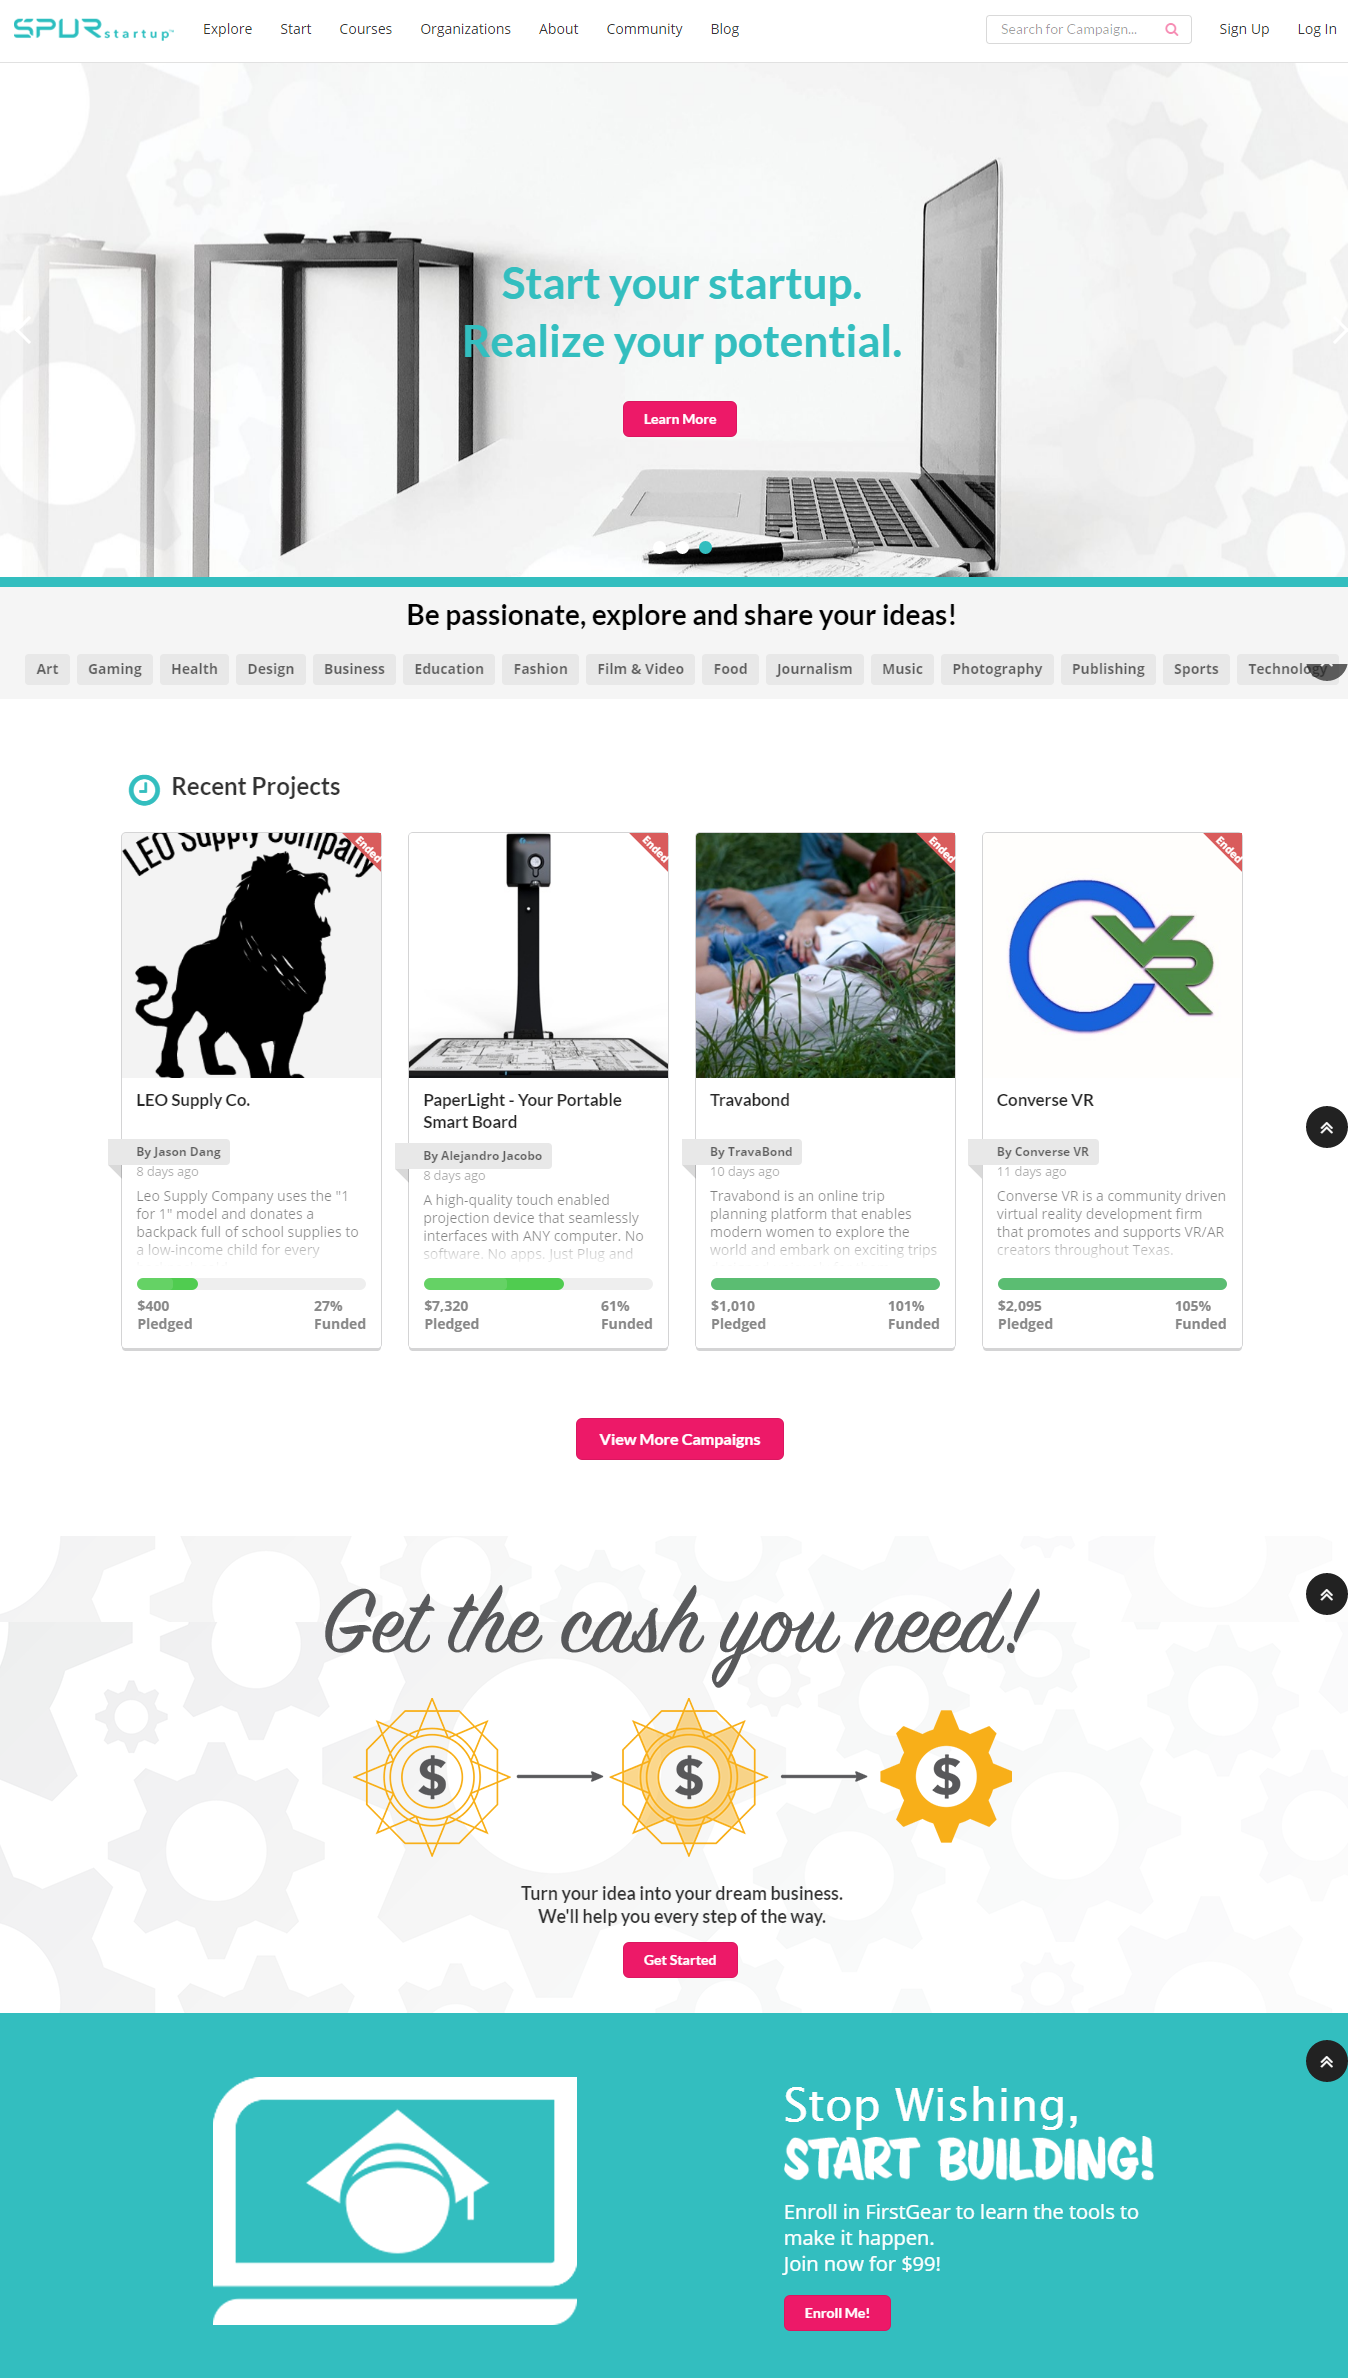 SPUR startup™
Explore Start Courses Organizations About Community Blog
Search for Campaign...
Sign Up Log In
Start your startup.
Realize your potential.
Learn More
Be passionate, explore and share your ideas!
Art Gaming Health Design Business Education Fashion Film & Video Food Journalism Music Photography Publishing Sports Technology
Recent Projects
LEO Supply Company
Ended
Ended
Ended
Ended
CVR
LEO Supply Co.
By Jason Dang
8 days ago
Leo Supply Company uses the "1
for 1" model and donates a
backpack full of school supplies to
a low-income child for every
$400
Pledged
27%
Funded
PaperLight - Your Portable
Smart Board
By Alejandro Jacobo
8 days ago
A high-quality touch enabled
projection device that seamlessly
interfaces with ANY computer. No
software. No apps. Just Plug and
$7,320
Pledged
61%
Funded
Travabond
By TravaBond
10 days ago
Travabond is an online trip
planning platform that enables
modern women to explore the
world and embark on exciting trips
$1,010
Pledged
101%
Funded
Converse VR
By Converse VR
11 days ago
Converse VR is a community driven
virtual reality development firm
that promotes and supports VR/AR
creators throughout Texas.
$2,095
Pledged
105%
Funded
View More Campaigns
Get the cash you need!
$ $ $
Turn your idea into your dream business.
We'll help you every step of the way.
Get Started
Stop Wishing,
START BUILDING!
Enroll in FirstGear to learn the tools to
make it happen.
Join now for $99!
Enroll Me!